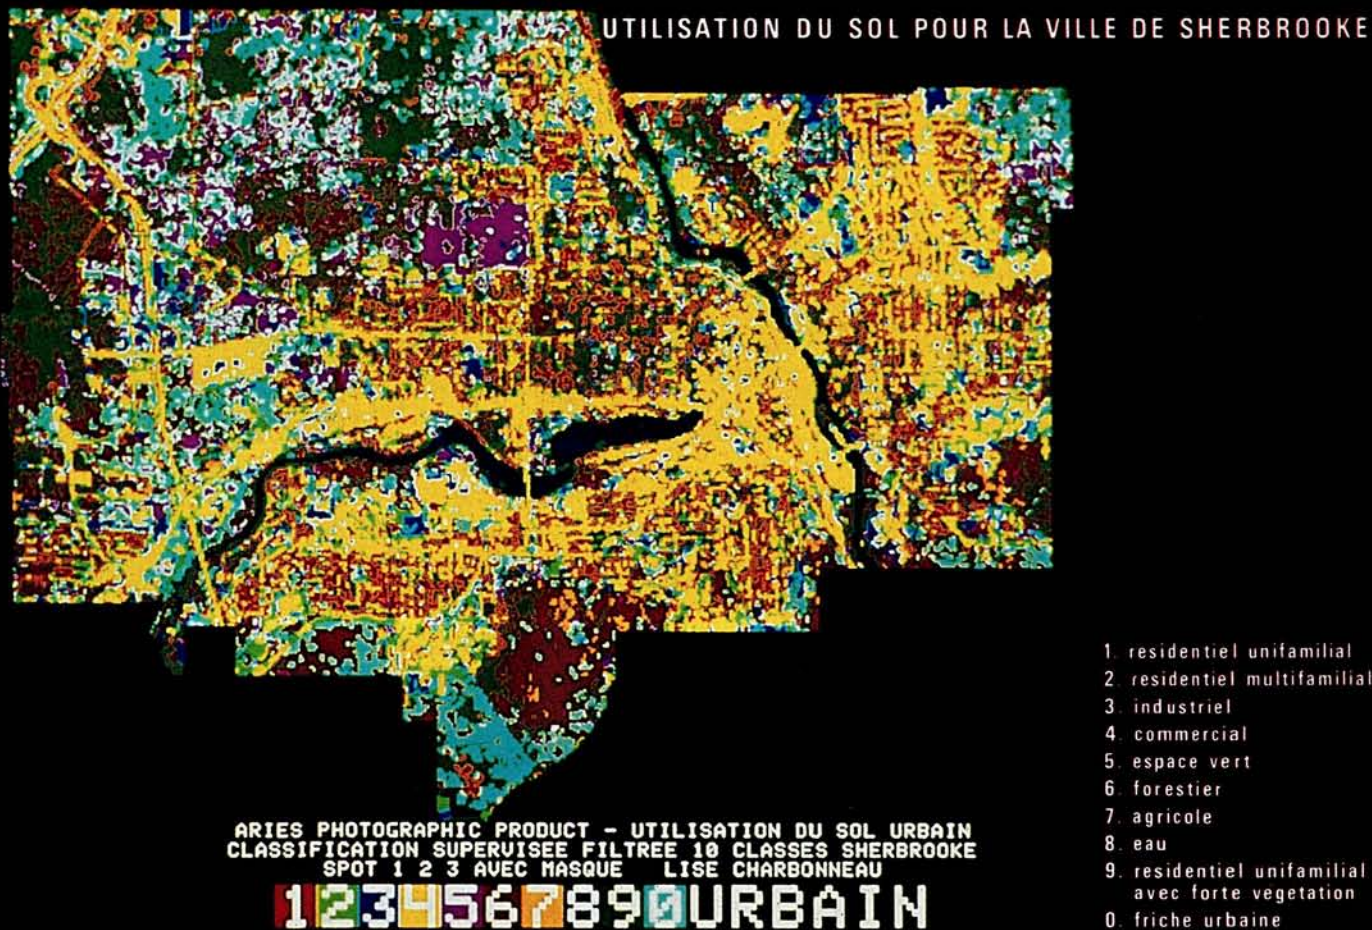 UTILISATION DU SOL POUR LA VILLE DE SHERBROOKE
1. residentiel unifamilial
2. residentiel multifamilial
3. industriel
4. commercial
5. espace vert
6. forestier
7. agricole
8. eau
9. residentiel unifamilial
avec forte vegetation
0. friche urbaine
ARIES PHOTOGRAPHIC PRODUCT - UTILISATION DU SOL URBAIN
CLASSIFICATION SUPERVISEE FILTREE 10 CLASSES SHERBROOKE
SPOT 1 2 3 AVEC MASQUE LISE CHARBONNEAU
1234567890URBAIN